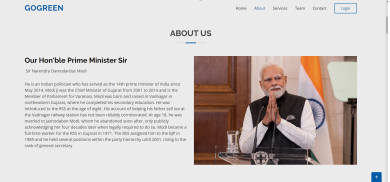 GOGREEN
Home About Services Team Contact Login
ABOUT US
Our Hon'ble Prime Minister Sir
Sir Narendra Damodardas Modi
He is an Indian politician who has served as the 14th prime minister of India since
May 2014. Modi ji was the Chief Minister of Gujarat from 2001 to 2014 and is the
Member of Parliament for Varanasi. Modi was born and raised in Vadnagar in
northeastern Gujarat, where he completed his secondary education. He was
introduced to the RSS at the age of eight. His account of helping his father sell tea at
the Vadnagar railway station has not been reliably corroborated. At age 18, he was
married to Jashodaben Modi, whom he abandoned soon after, only publicly
acknowledging her four decades later when legally required to do so. Modi became a
full-time worker for the RSS in Gujarat in 1971. The RSS assigned him to the BJP in
1985 and he held several positions within the party hierarchy until 2001, rising to the
rank of general secretary.